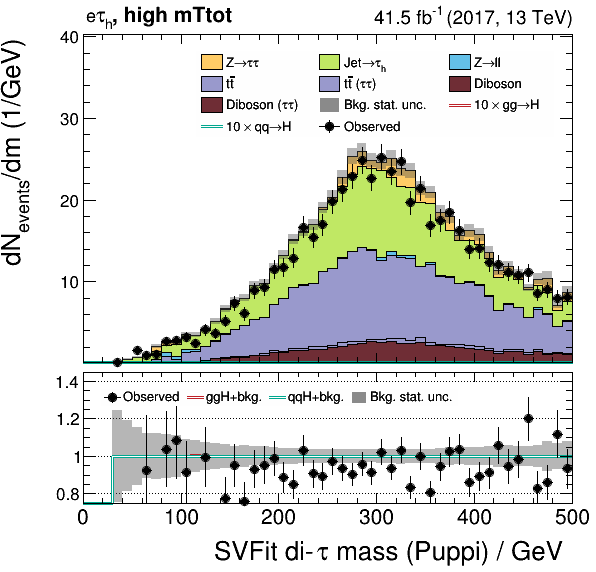 eτh, high mTtot 41.5 fb⁻¹ (2017, 13 TeV)
dNevents/dm (1/GeV)
40
30
20
10
Z→ττ Jet→τh Z→ll
tt̄ tt̄ (ττ) Diboson
Diboson (ττ) Bkg. stat. unc. 10 × gg→H
10 × qq→H Observed
1.4
1.2
1
0.8
Observed ggH+bkg. qqH+bkg. Bkg. stat. unc.
0 100 200 300 400 500
SVFit di-τ mass (Puppi) / GeV